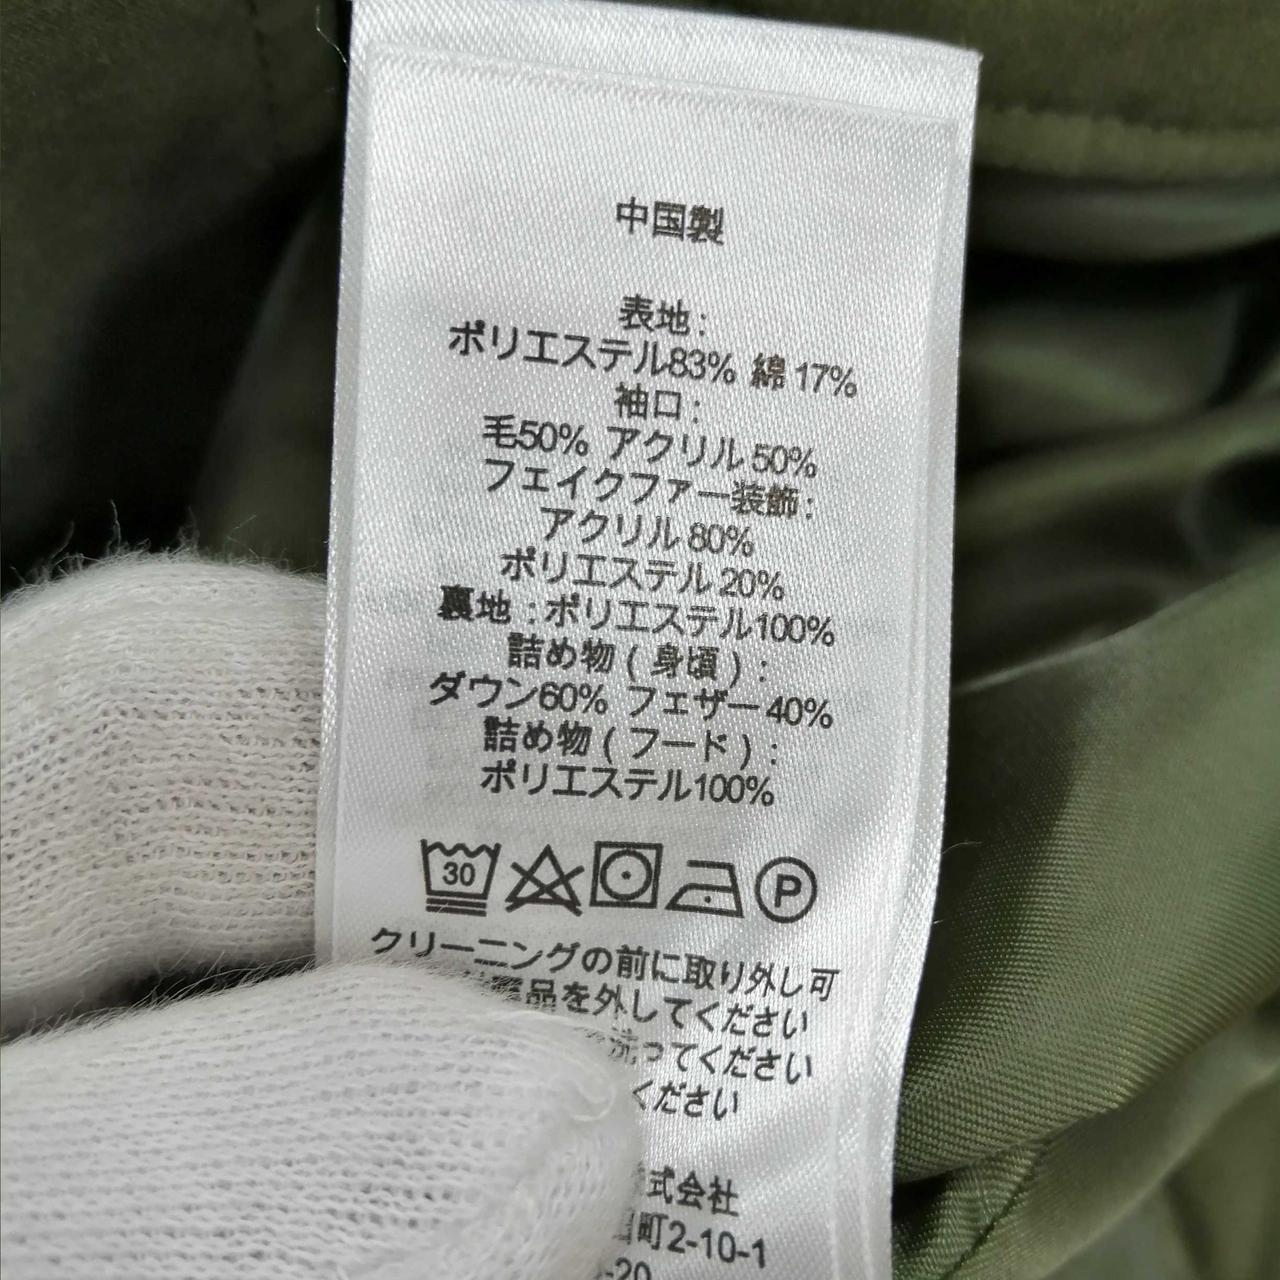 中国製
表地:
ポリエステル83% 綿 17%
袖口:
毛50% アクリル 50%
フェイクファー装飾:
アクリル 80%
ポリエステル 20%
裏地:ポリエステル100%
詰め物(身頃):
ダウン60% フェザー40%
詰め物(フード):
ポリエステル100%
30 P
クリーニングの前に取り外し可
品を外してください
洗ってください
ください
式会社
町2-10-1
-20